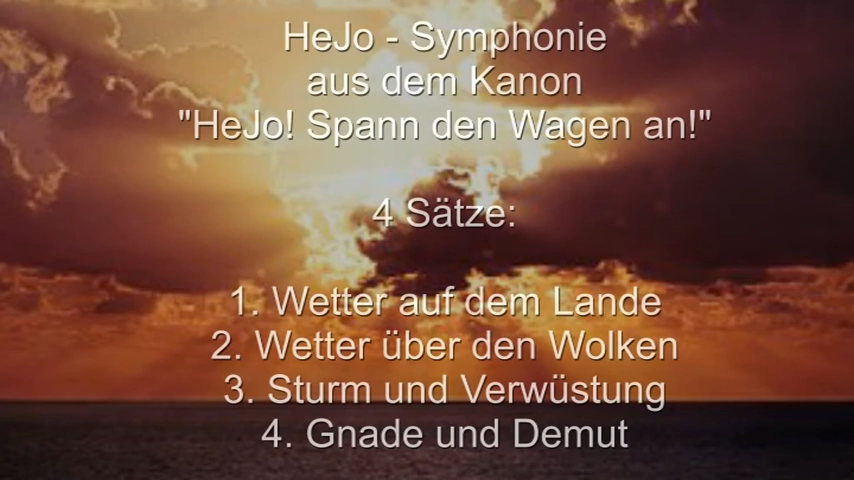 HeJo - Symphonie
aus dem Kanon
"HeJo! Spann den Wagen an!"
4 Sätze:
1. Wetter auf dem Lande
2. Wetter über den Wolken
3. Sturm und Verwüstung
4. Gnade und Demut